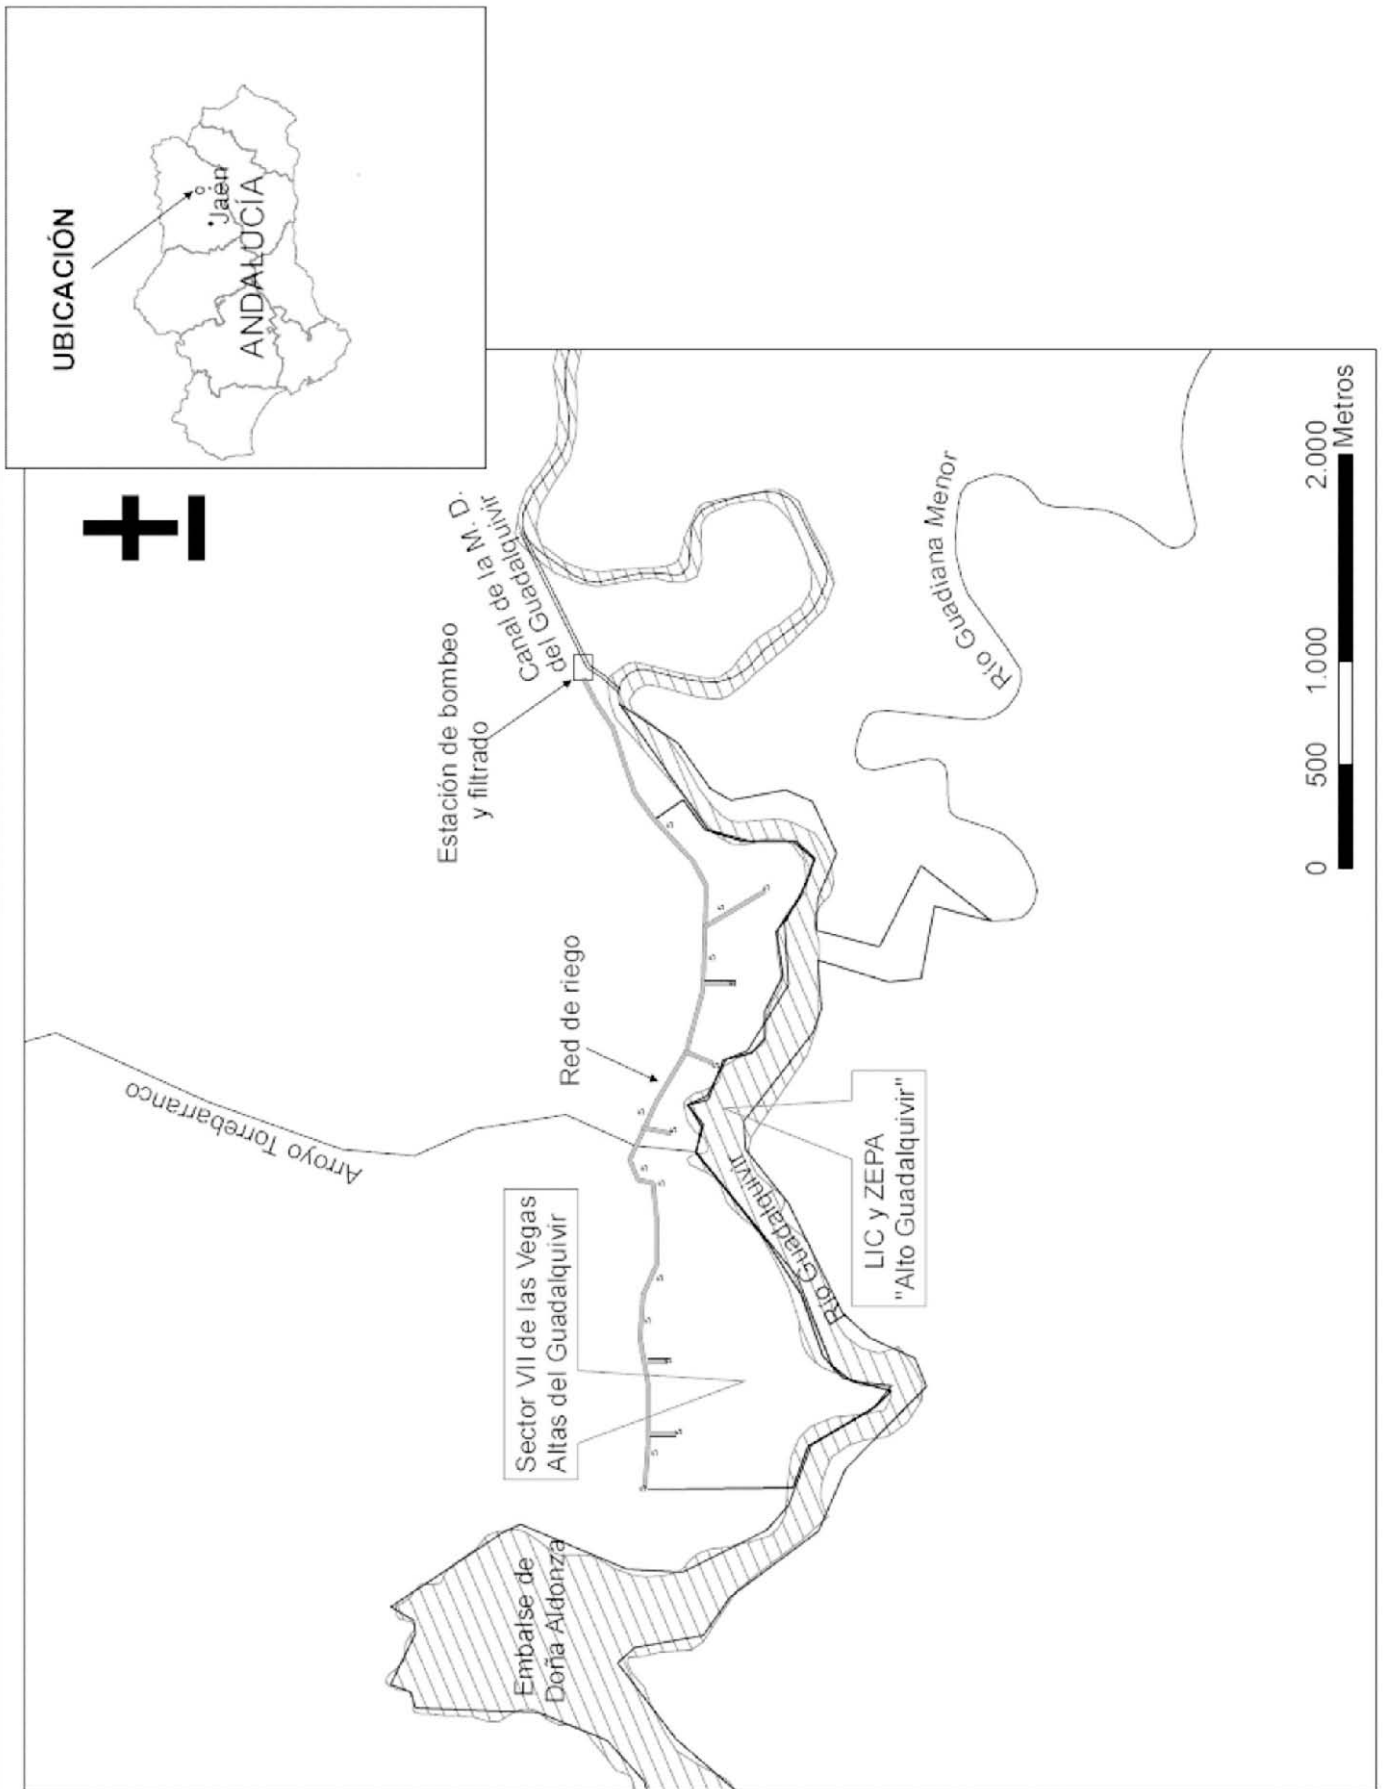 UBICACIÓN
Jaén
ANDALUCÍA
Canal de la M. D.
del Guadalquivir
Estación de bombeo
y filtrado
Río Guadiana Menor
Red de riego
Arroyo Torrebarranco
Sector VII de las Vegas
Altas del Guadalquivir
Río Guadalquivir
LIC y ZEPA
"Alto Guadalquivir"
Embalse de
Doña Aldonza
0 500 1.000 2.000
Metros